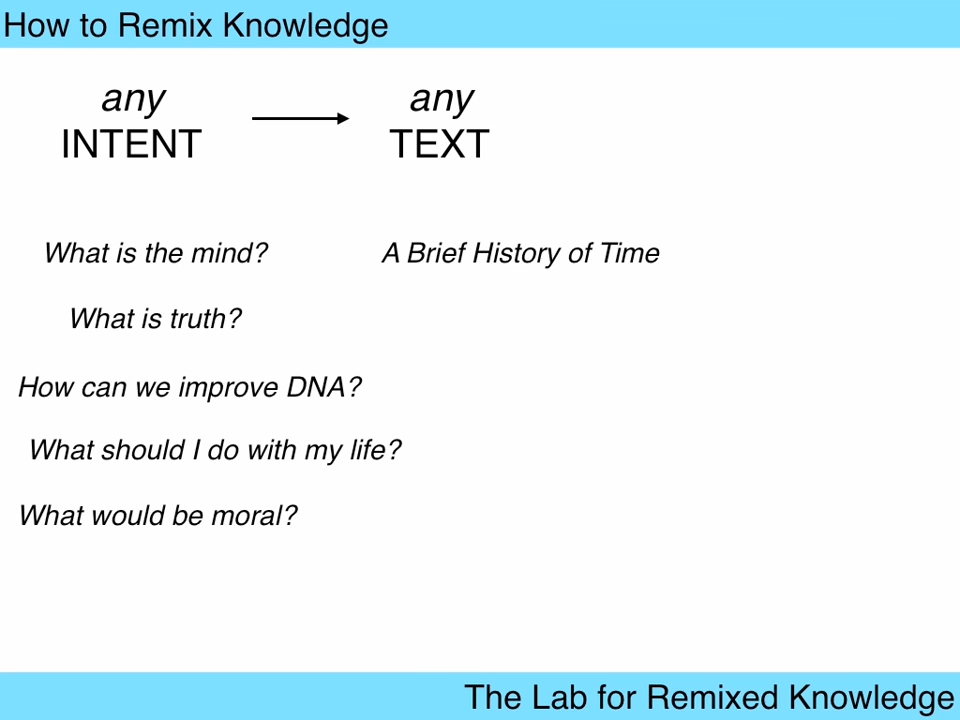 How to Remix Knowledge
any any
INTENT TEXT
What is the mind? A Brief History of Time
What is truth?
How can we improve DNA?
What should I do with my life?
What would be moral?
The Lab for Remixed Knowledge